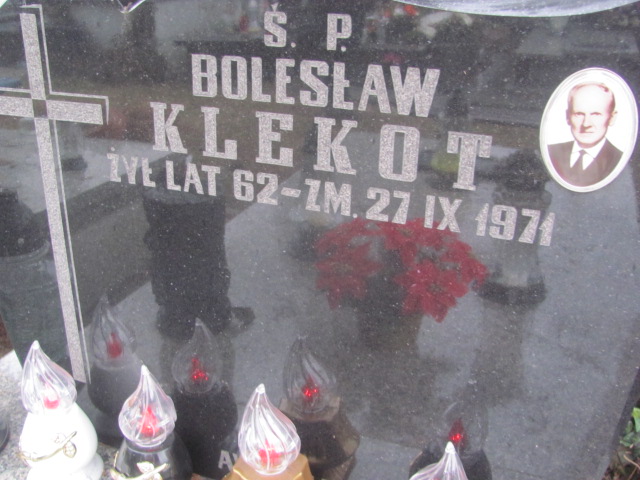 Ś. P.
BOLESŁAW
KLEKOT
ŻYŁ LAT 62-ZM. 27 IX 1971